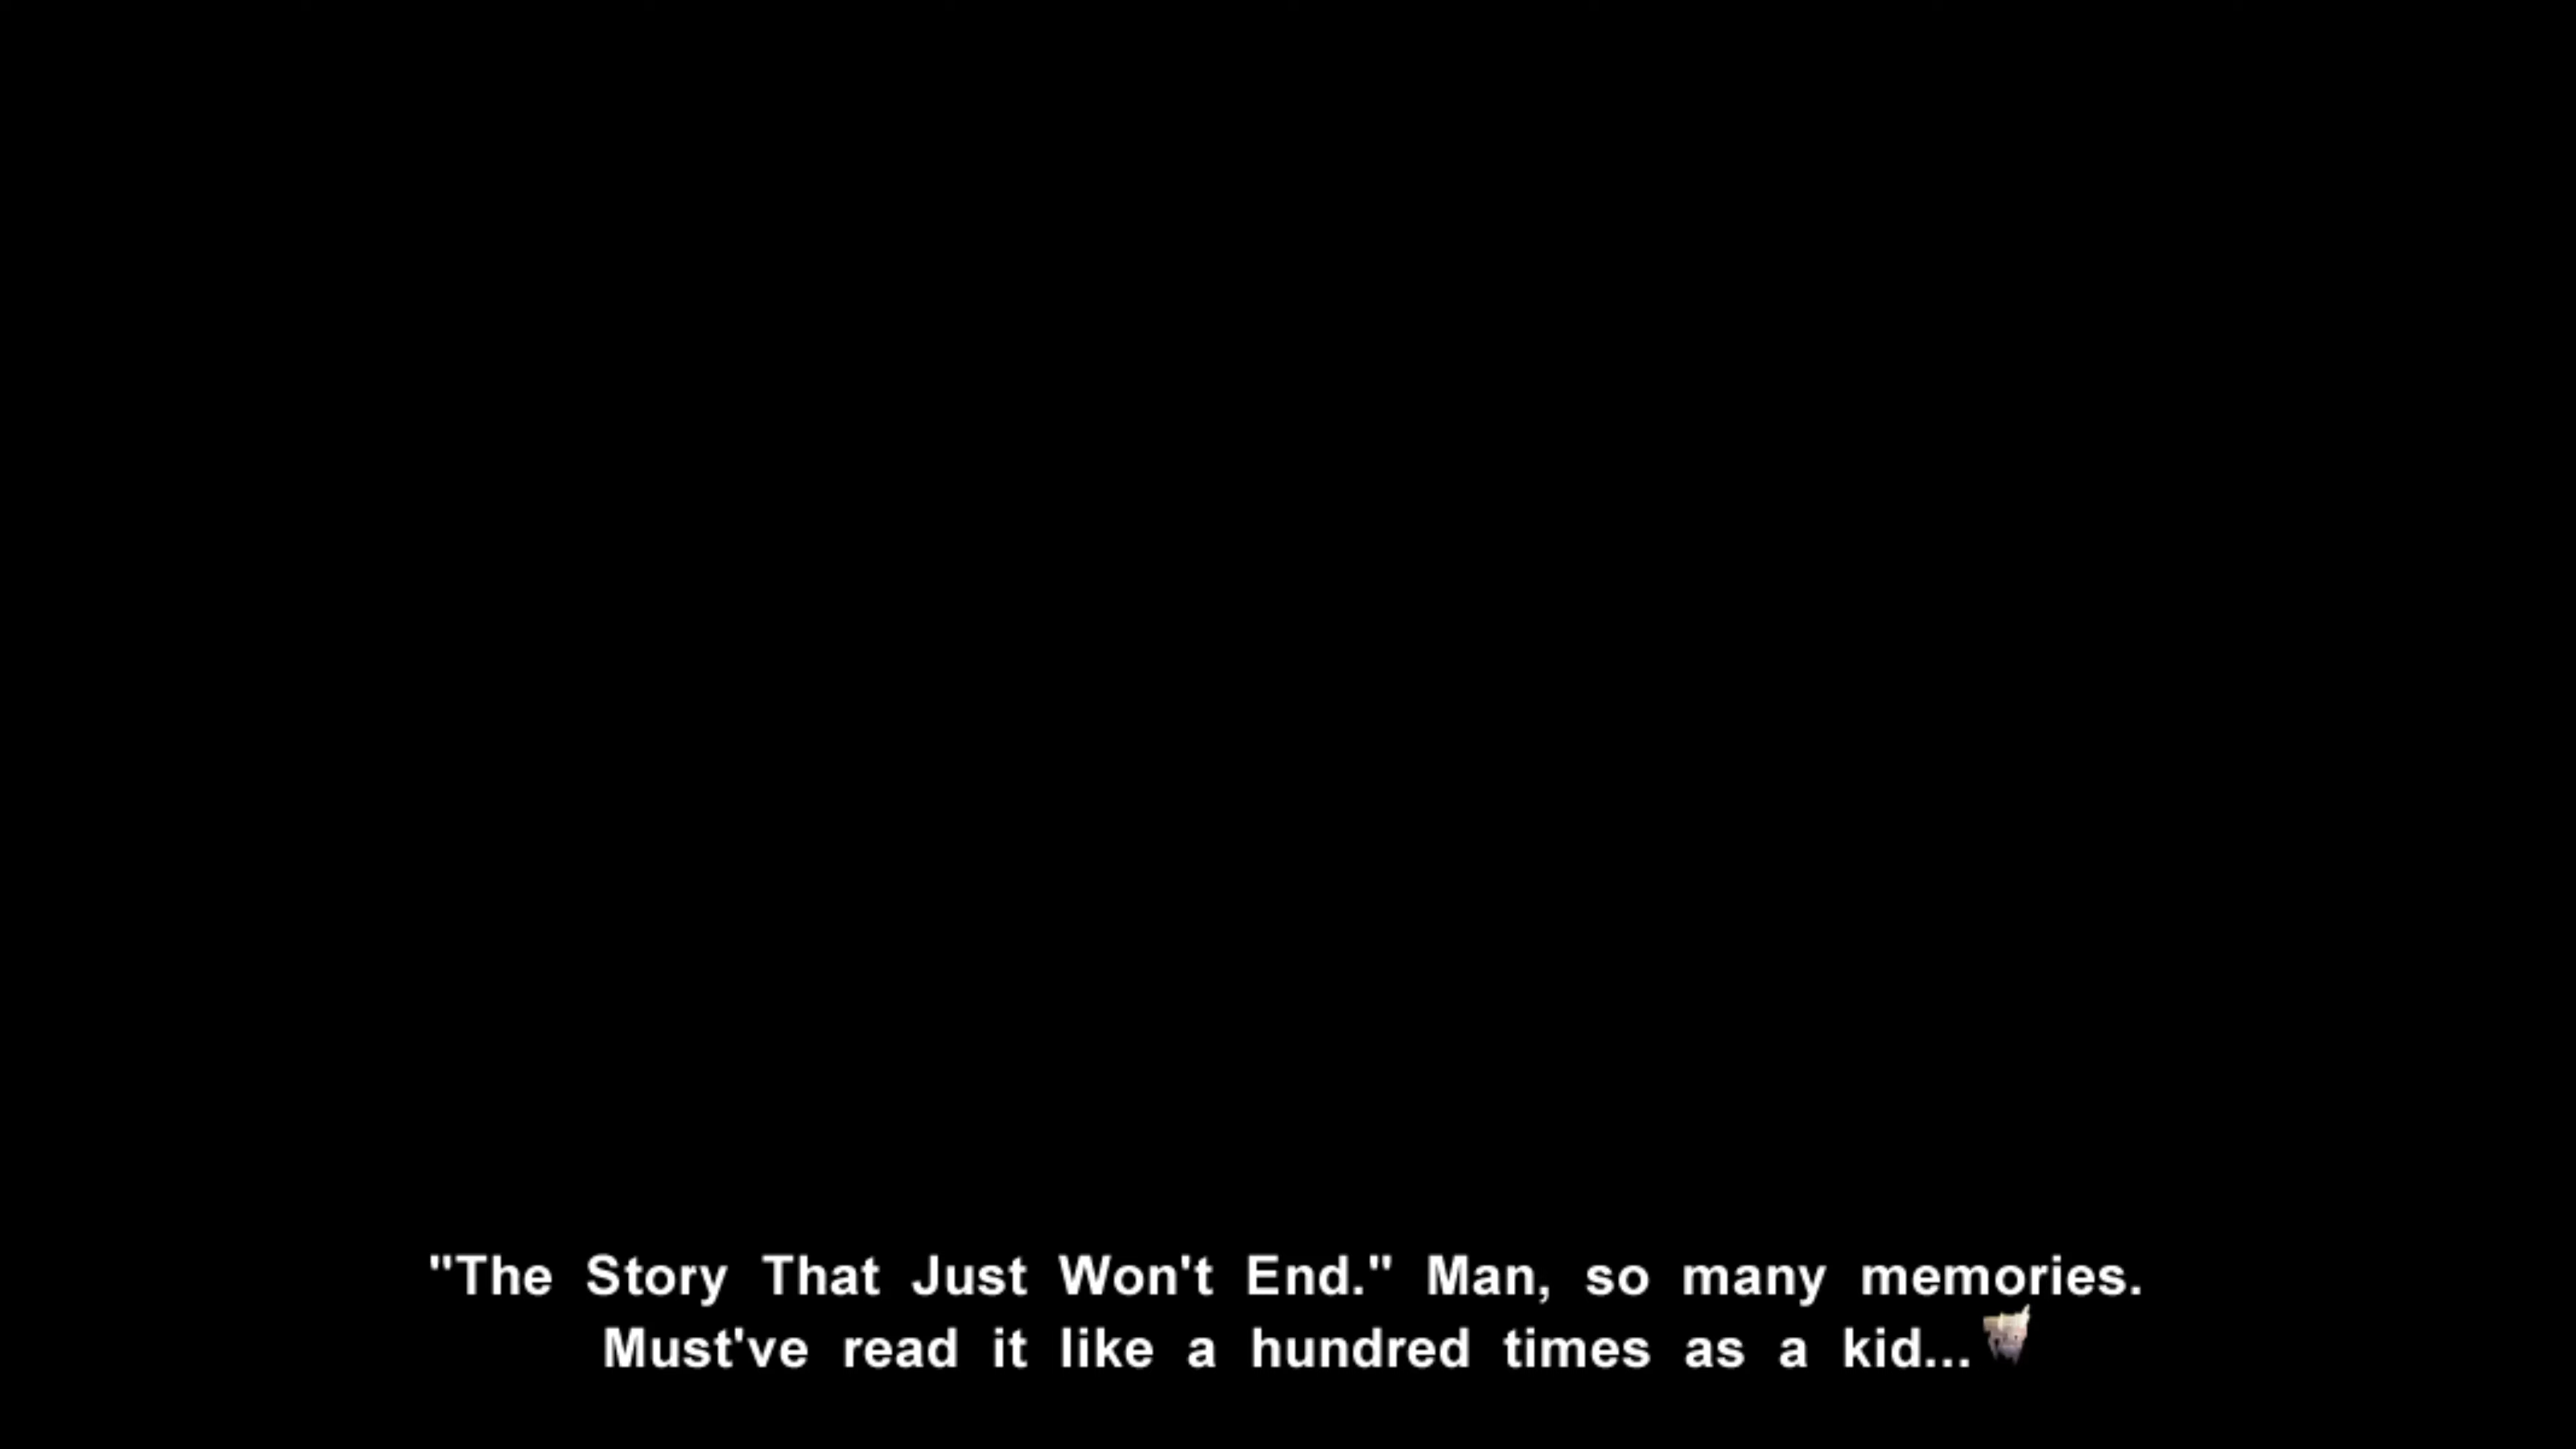 "The Story That Just Won't End." Man, so many memories.
Must've read it like a hundred times as a kid...